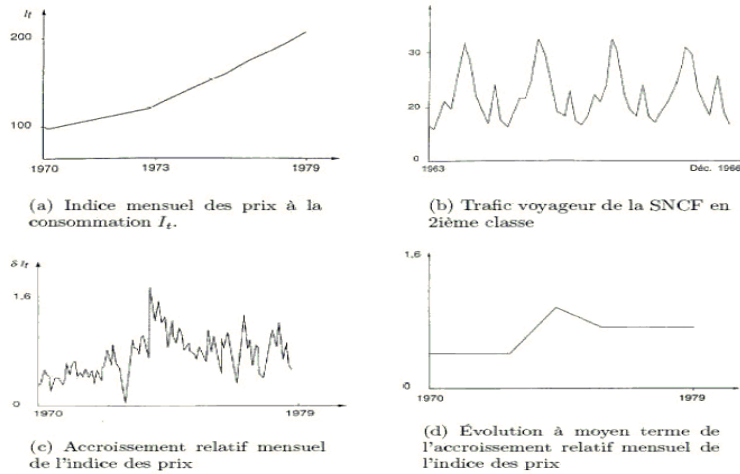 I_t
200
100
1970
1973
1979
(a) Indice mensuel des prix à la
consommation I_t.
30
20
0
1963
Déc. 1966
(b) Trafic voyageur de la SNCF en
2ième classe
δ I_t
1,6
0
1970
1979
(c) Accroissement relatif mensuel
de l'indice des prix
1,6
0
1970
1979
(d) Évolution à moyen terme de
l'accroissement relatif mensuel de
l'indice des prix